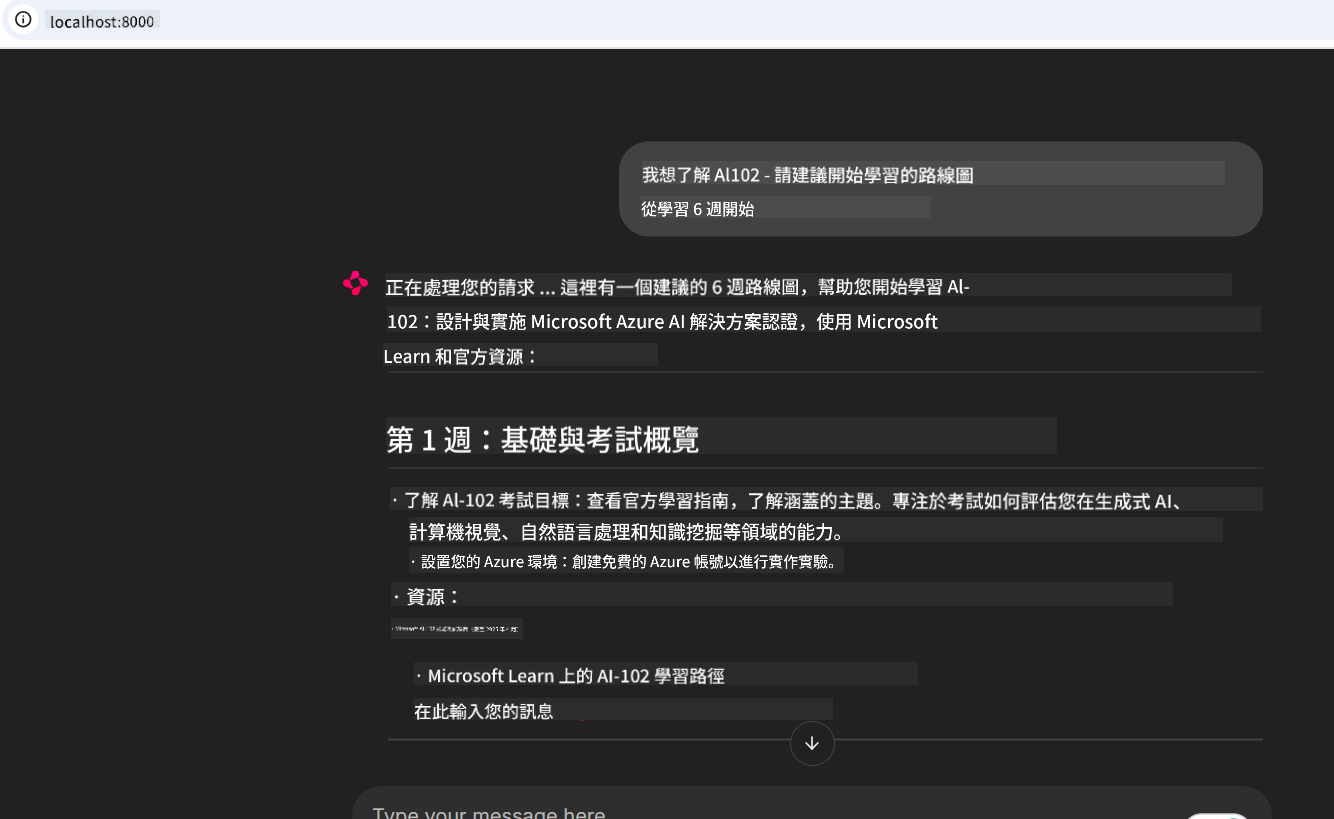 localhost:8000
我想了解 AI102 - 請建議開始學習的路線圖
從學習 6 週開始
正在處理您的請求 ... 這裡有一個建議的 6 週路線圖，幫助您開始學習 AI-
102：設計與實施 Microsoft Azure AI 解決方案認證，使用 Microsoft
Learn 和官方資源：
第 1 週：基礎與考試概覽
· 了解 AI-102 考試目標：查看官方學習指南，了解涵蓋的主題。專注於考試如何評估您在生成式 AI、
計算機視覺、自然語言處理和知識挖掘等領域的能力。
· 設置您的 Azure 環境：創建免費的 Azure 帳號以進行實作實驗。
· 資源：
· Microsoft Learn 上的 AI-102 學習路徑
在此輸入您的訊息
Type your message here